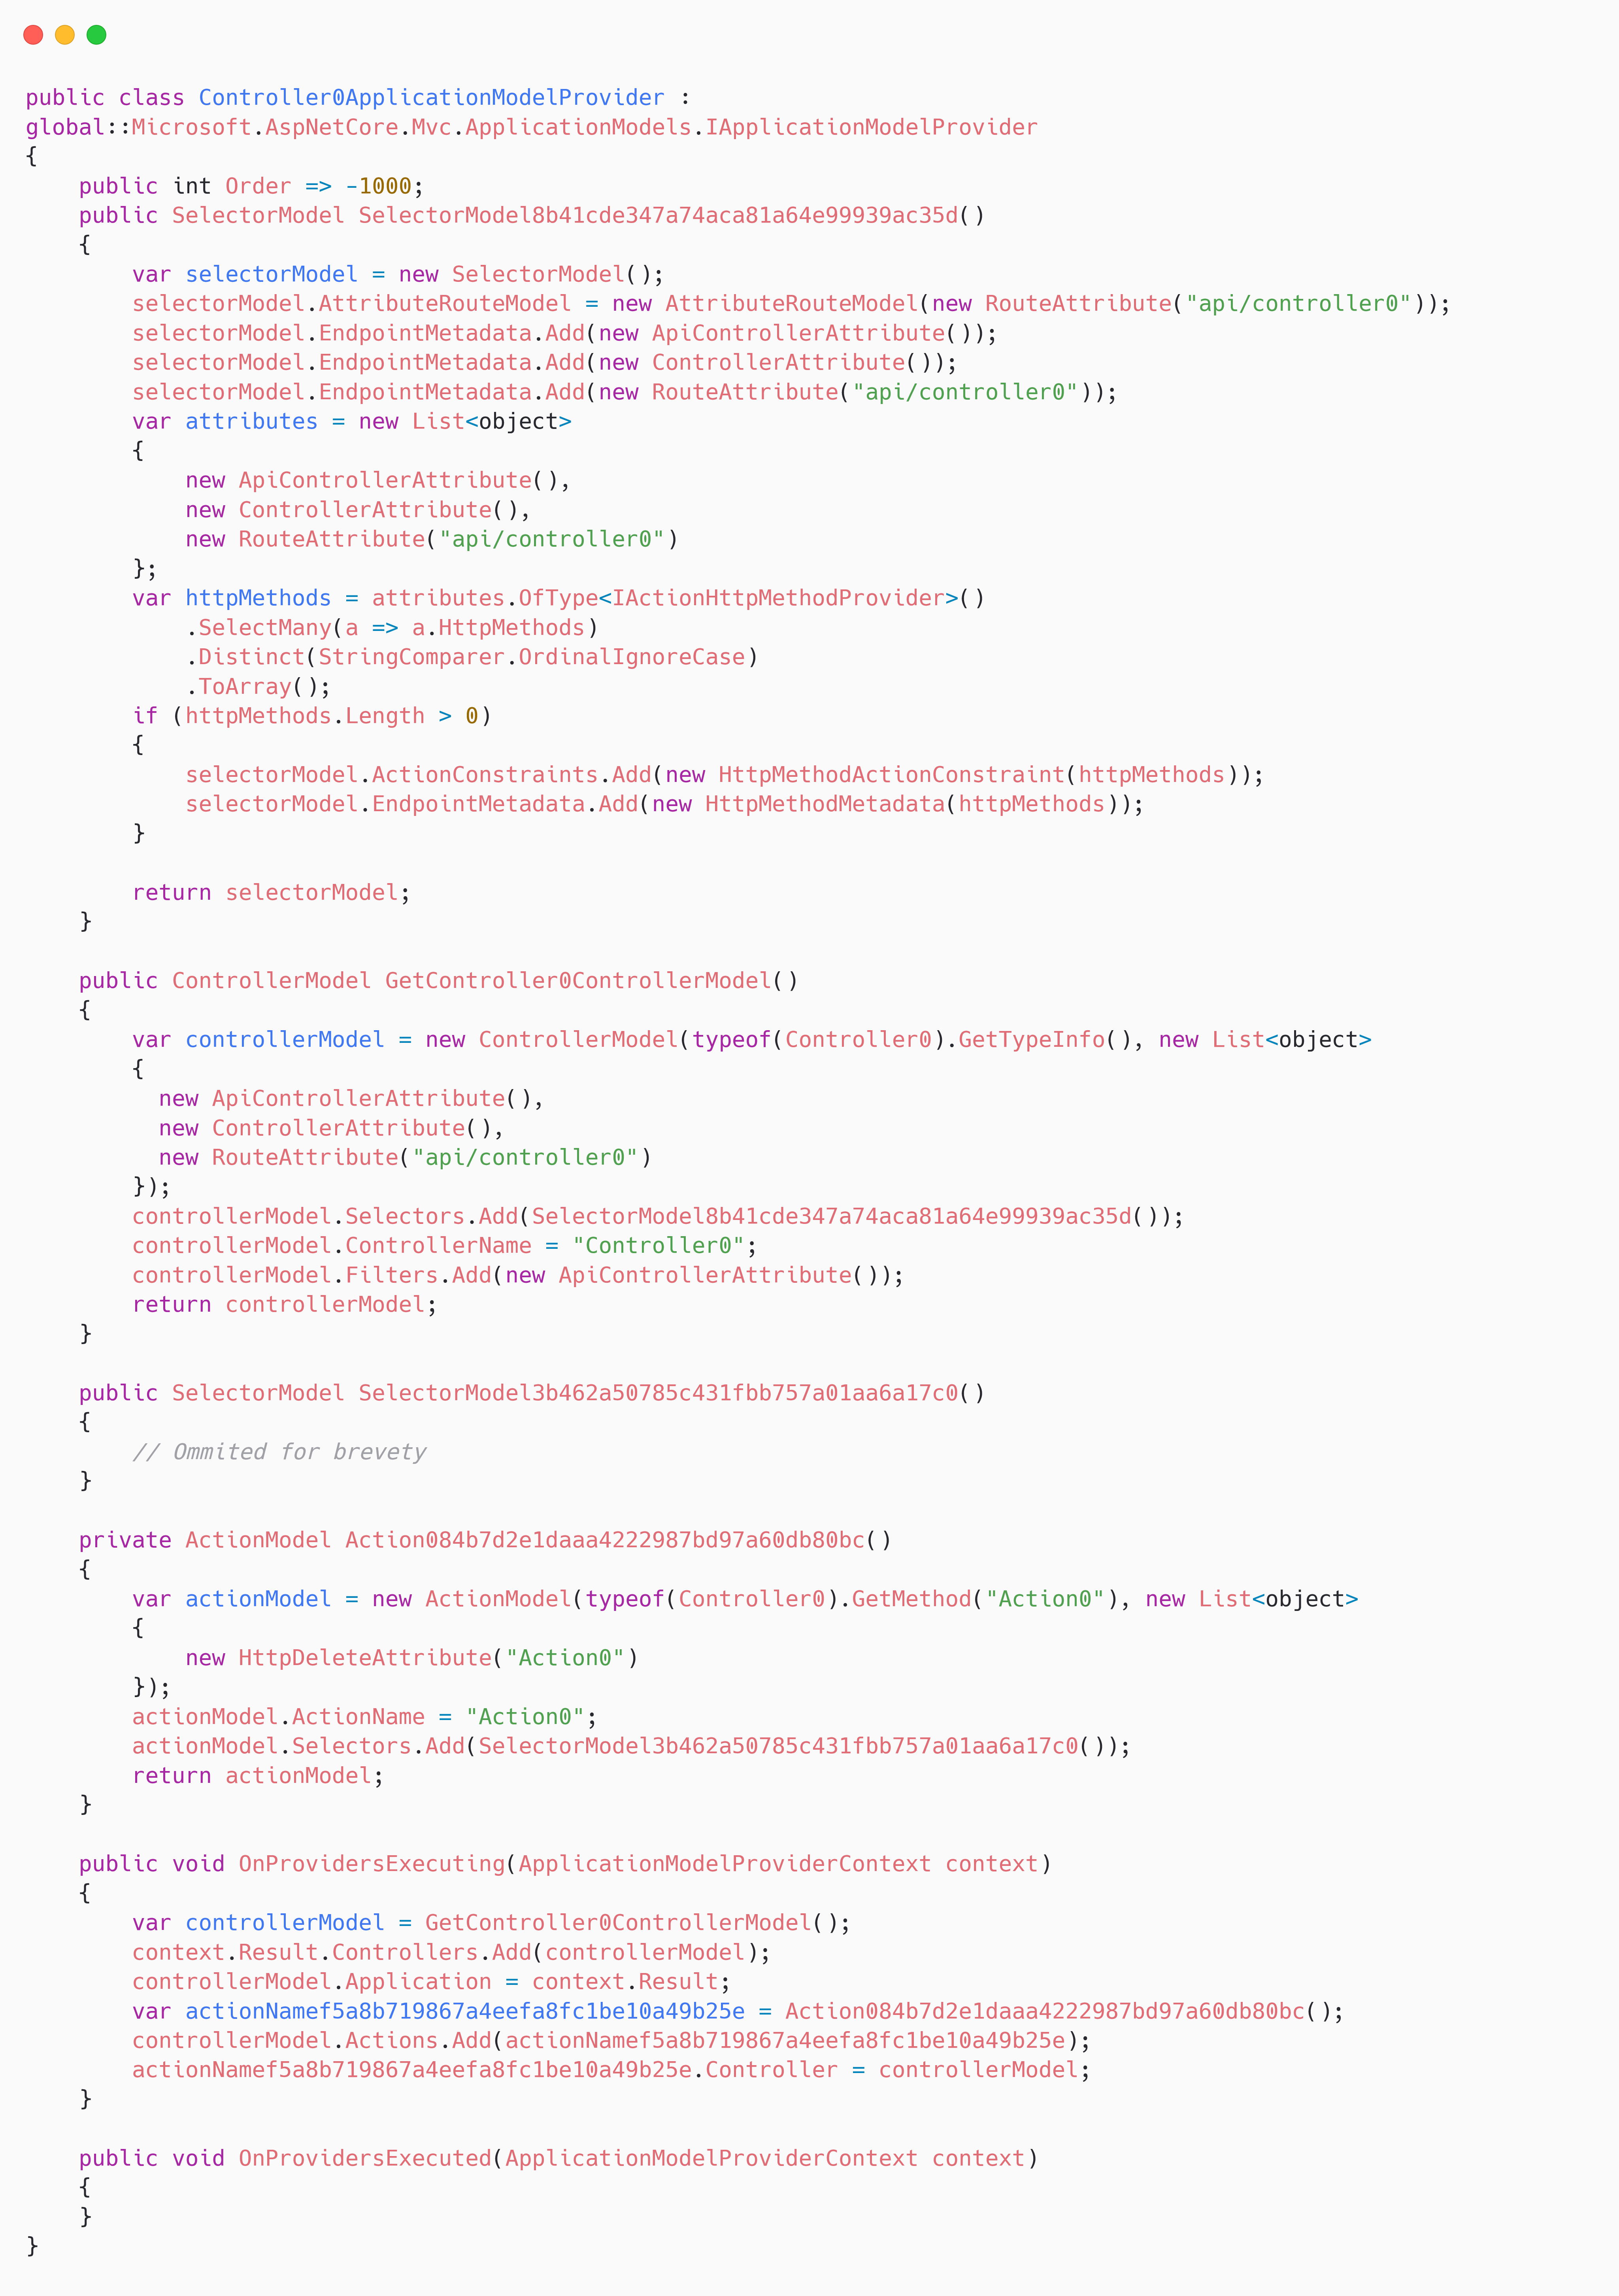 public class Controller0ApplicationModelProvider :
global::Microsoft.AspNetCore.Mvc.ApplicationModels.IApplicationModelProvider
{
    public int Order => -1000;
    public SelectorModel SelectorModel8b41cde347a74aca81a64e99939ac35d()
    {
        var selectorModel = new SelectorModel();
        selectorModel.AttributeRouteModel = new AttributeRouteModel(new RouteAttribute("api/controller0"));
        selectorModel.EndpointMetadata.Add(new ApiControllerAttribute());
        selectorModel.EndpointMetadata.Add(new ControllerAttribute());
        selectorModel.EndpointMetadata.Add(new RouteAttribute("api/controller0"));
        var attributes = new List<object>
        {
            new ApiControllerAttribute(),
            new ControllerAttribute(),
            new RouteAttribute("api/controller0")
        };
        var httpMethods = attributes.OfType<IActionHttpMethodProvider>()
            .SelectMany(a => a.HttpMethods)
            .Distinct(StringComparer.OrdinalIgnoreCase)
            .ToArray();
        if (httpMethods.Length > 0)
        {
            selectorModel.ActionConstraints.Add(new HttpMethodActionConstraint(httpMethods));
            selectorModel.EndpointMetadata.Add(new HttpMethodMetadata(httpMethods));
        }

        return selectorModel;
    }

    public ControllerModel GetController0ControllerModel()
    {
        var controllerModel = new ControllerModel(typeof(Controller0).GetTypeInfo(), new List<object>
        {
          new ApiControllerAttribute(),
          new ControllerAttribute(),
          new RouteAttribute("api/controller0")
        });
        controllerModel.Selectors.Add(SelectorModel8b41cde347a74aca81a64e99939ac35d());
        controllerModel.ControllerName = "Controller0";
        controllerModel.Filters.Add(new ApiControllerAttribute());
        return controllerModel;
    }

    public SelectorModel SelectorModel3b462a50785c431fbb757a01aa6a17c0()
    {
        // Ommited for brevety
    }

    private ActionModel Action084b7d2e1daaa4222987bd97a60db80bc()
    {
        var actionModel = new ActionModel(typeof(Controller0).GetMethod("Action0"), new List<object>
        {
            new HttpDeleteAttribute("Action0")
        });
        actionModel.ActionName = "Action0";
        actionModel.Selectors.Add(SelectorModel3b462a50785c431fbb757a01aa6a17c0());
        return actionModel;
    }

    public void OnProvidersExecuting(ApplicationModelProviderContext context)
    {
        var controllerModel = GetController0ControllerModel();
        context.Result.Controllers.Add(controllerModel);
        controllerModel.Application = context.Result;
        var actionNamef5a8b719867a4eefa8fc1be10a49b25e = Action084b7d2e1daaa4222987bd97a60db80bc();
        controllerModel.Actions.Add(actionNamef5a8b719867a4eefa8fc1be10a49b25e);
        actionNamef5a8b719867a4eefa8fc1be10a49b25e.Controller = controllerModel;
    }

    public void OnProvidersExecuted(ApplicationModelProviderContext context)
    {
    }
}